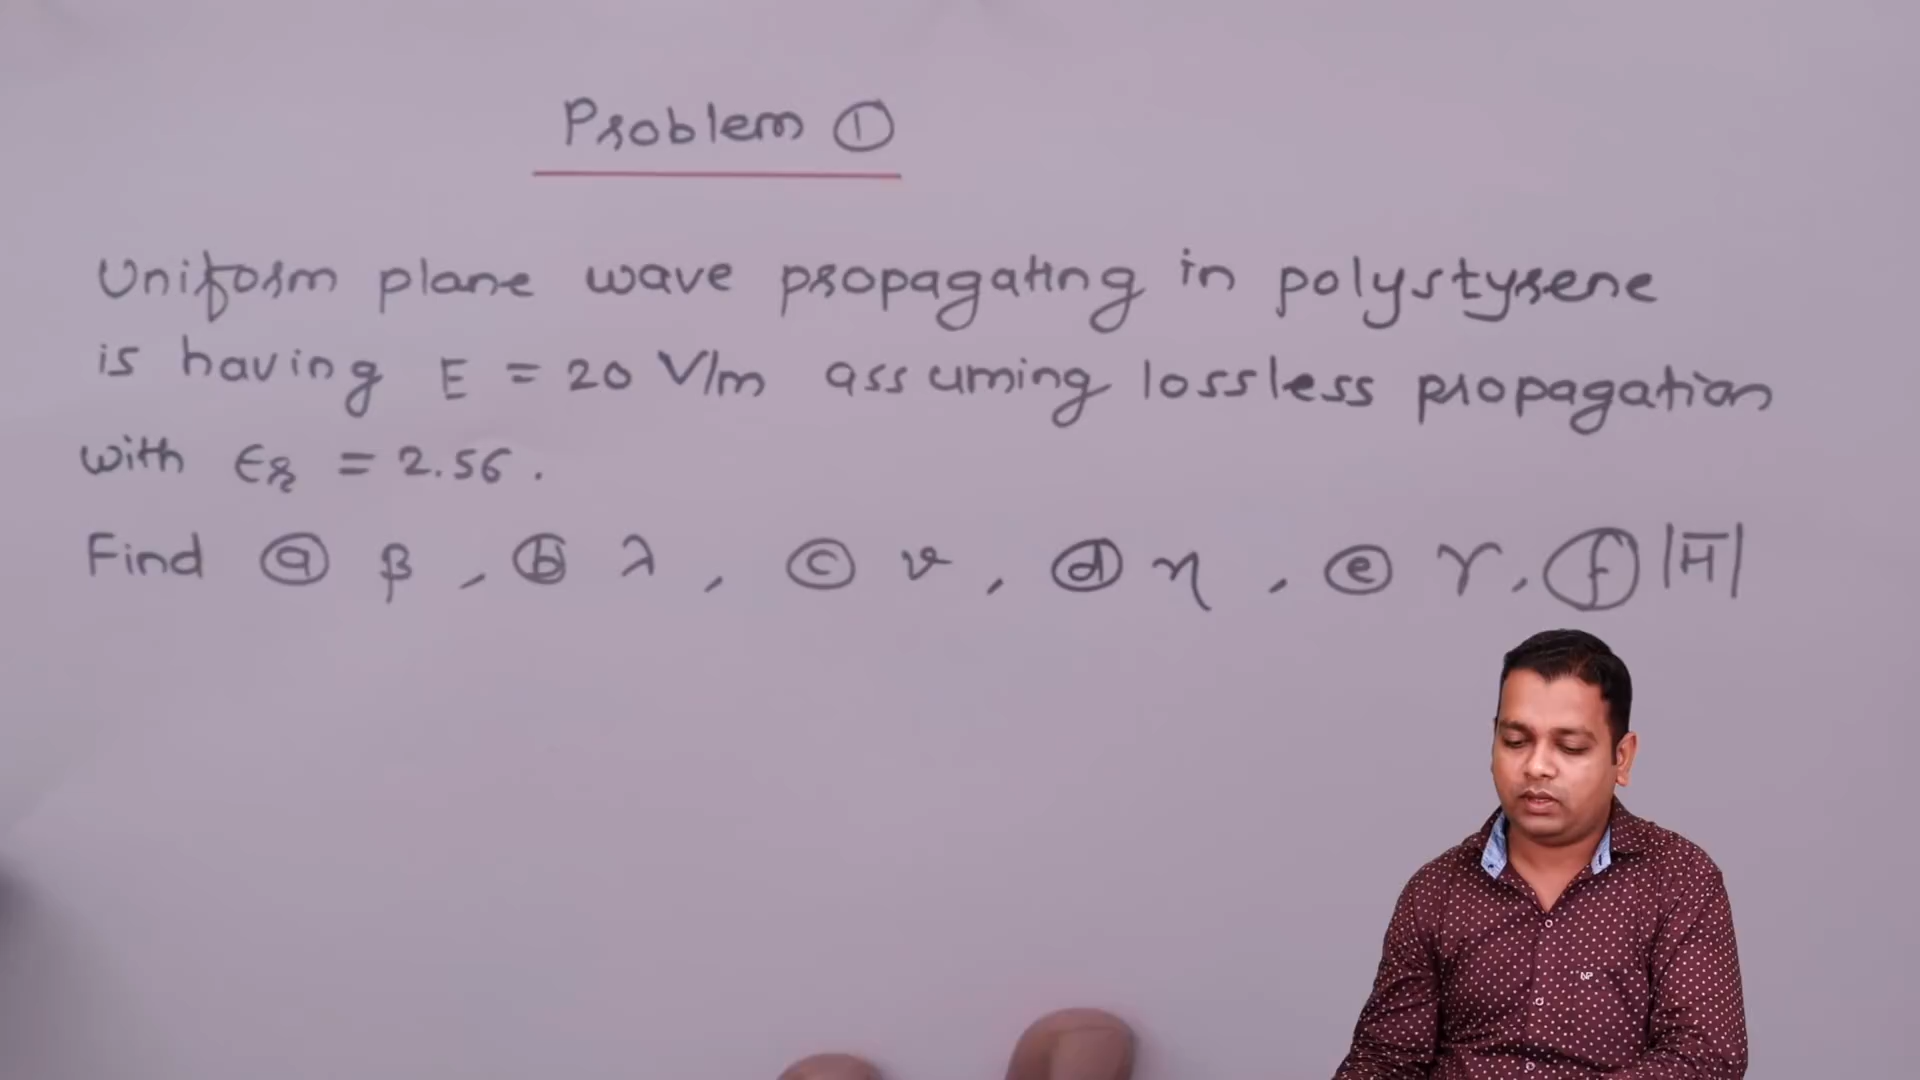 Problem ①
Uniform plane wave propagating in polystyrene
is having E = 20 V/m assuming lossless propagation
with ϵr = 2.56.
Find ⓐ β, ⓑ λ, ⓒ v, ⓓ η, ⓔ γ, ⓕ |H̅|
NP